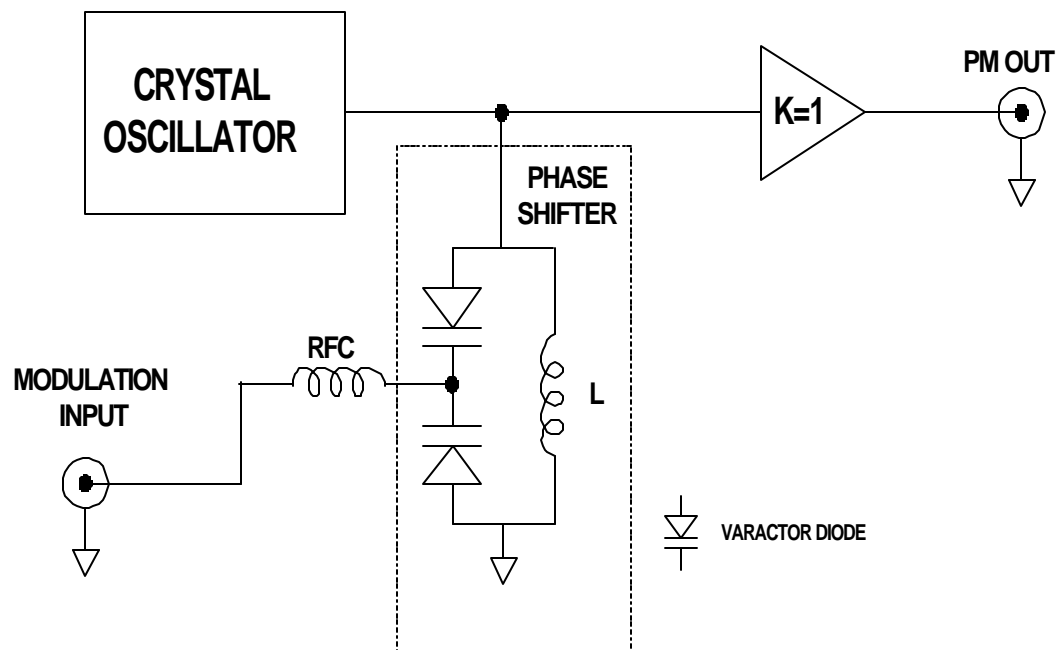 CRYSTAL
OSCILLATOR
K=1
PM OUT
PHASE
SHIFTER
RFC
MODULATION
INPUT
L
VARACTOR DIODE